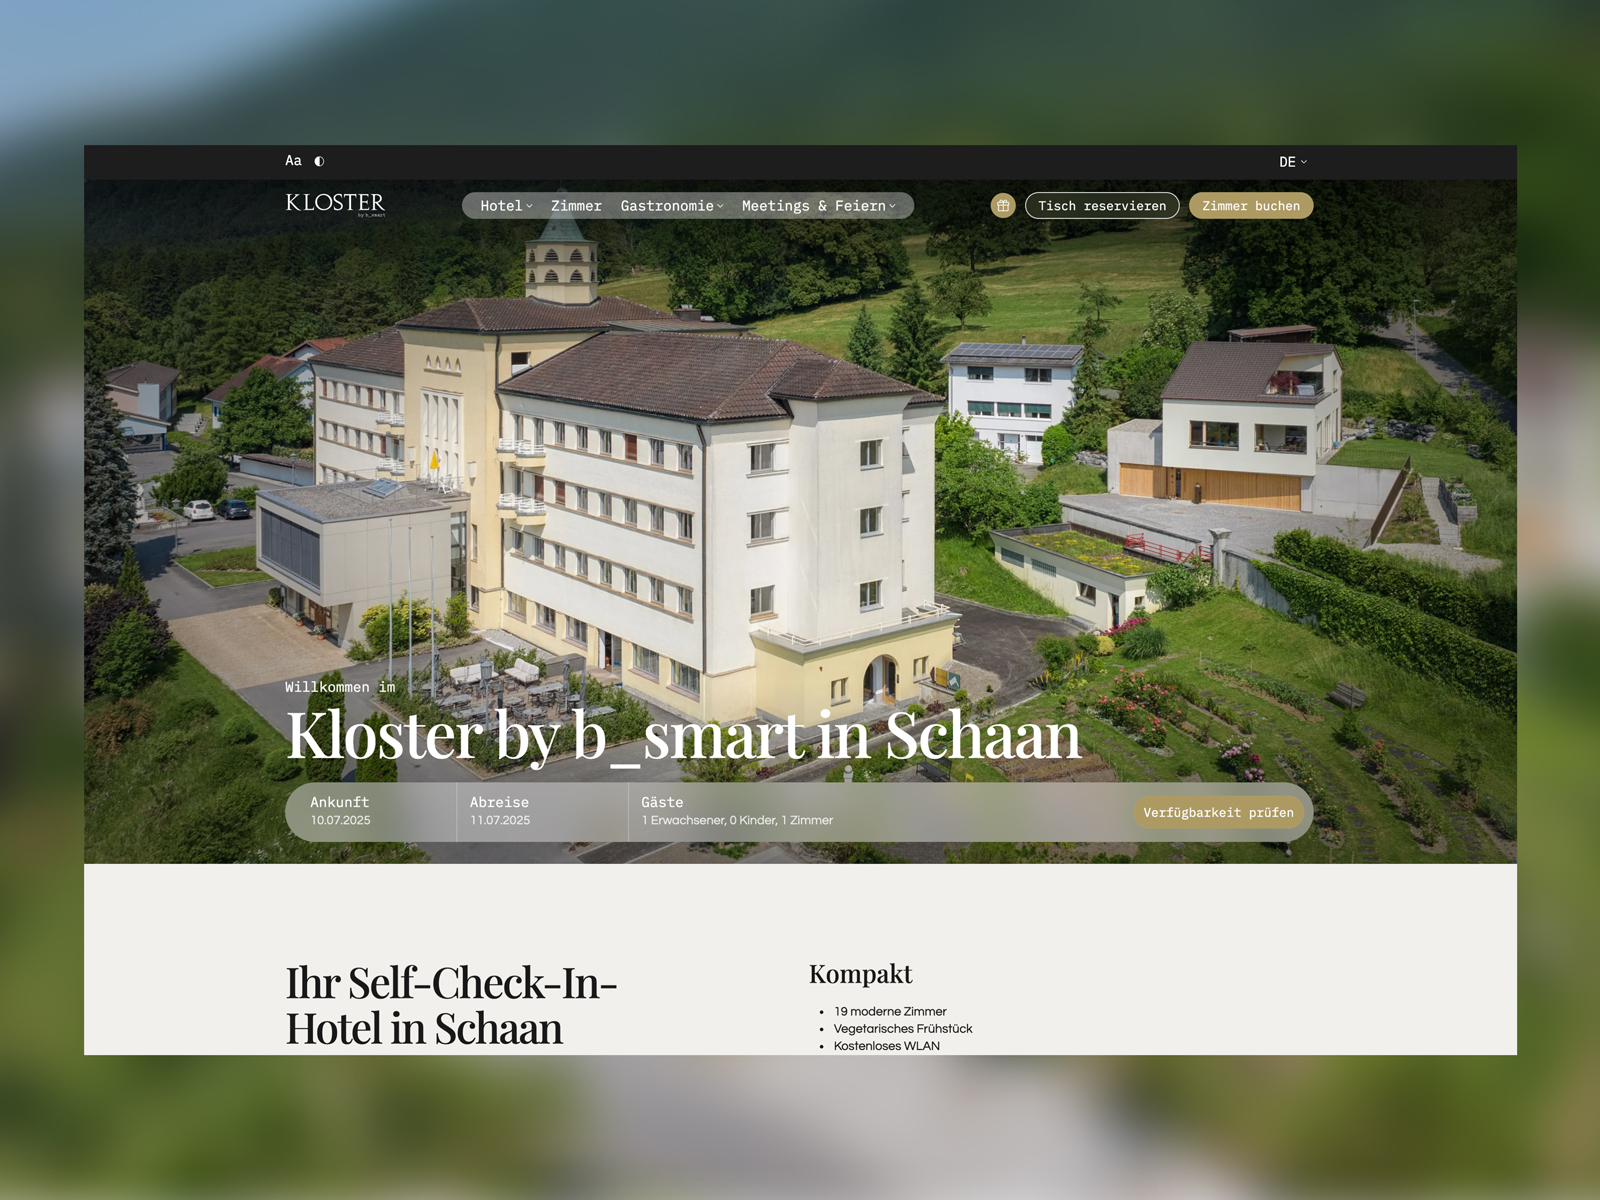 Aa
DE
KLOSTER
by b_smart
Hotel
Zimmer
Gastronomie
Meetings & Feiern
Tisch reservieren
Zimmer buchen
Willkommen im
Kloster by b_smart in Schaan
Ankunft
10.07.2025
Abreise
11.07.2025
Gäste
1 Erwachsener, 0 Kinder, 1 Zimmer
Verfügbarkeit prüfen
Ihr Self-Check-In-
Hotel in Schaan
Kompakt
• 19 moderne Zimmer
• Vegetarisches Frühstück
• Kostenloses WLAN